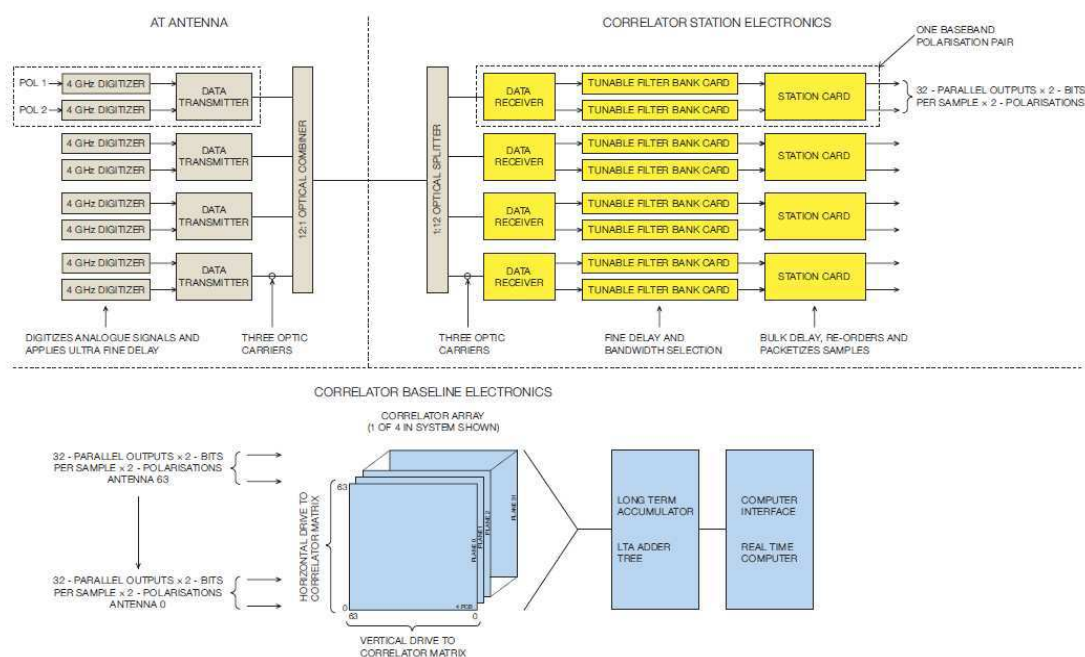 AT ANTENNA
CORRELATOR STATION ELECTRONICS
ONE BASEBAND
POLARISATION PAIR
POL 1
4 GHz DIGITIZER
POL 2
4 GHz DIGITIZER
DATA
TRANSMITTER
4 GHz DIGITIZER
4 GHz DIGITIZER
DATA
TRANSMITTER
4 GHz DIGITIZER
4 GHz DIGITIZER
DATA
TRANSMITTER
4 GHz DIGITIZER
4 GHz DIGITIZER
DATA
TRANSMITTER
12:1 OPTICAL COMBINER
1:12 OPTICAL SPLITTER
DATA
RECEIVER
TUNABLE FILTER BANK CARD
TUNABLE FILTER BANK CARD
STATION CARD
32 - PARALLEL OUTPUTS × 2 - BITS
PER SAMPLE × 2 - POLARISATIONS
DATA
RECEIVER
TUNABLE FILTER BANK CARD
TUNABLE FILTER BANK CARD
STATION CARD
DATA
RECEIVER
TUNABLE FILTER BANK CARD
TUNABLE FILTER BANK CARD
STATION CARD
DATA
RECEIVER
TUNABLE FILTER BANK CARD
TUNABLE FILTER BANK CARD
STATION CARD
DIGITIZES ANALOGUE SIGNALS AND
APPLIES ULTRA FINE DELAY
THREE OPTIC
CARRIERS
THREE OPTIC
CARRIERS
FINE DELAY AND
BANDWIDTH SELECTION
BULK DELAY, RE-ORDERS AND
PACKETIZES SAMPLES
CORRELATOR BASELINE ELECTRONICS
CORRELATOR ARRAY
(1 OF 4 IN SYSTEM SHOWN)
32 - PARALLEL OUTPUTS × 2 - BITS
PER SAMPLE × 2 - POLARISATIONS
ANTENNA 63
32 - PARALLEL OUTPUTS × 2 - BITS
PER SAMPLE × 2 - POLARISATIONS
ANTENNA 0
HORIZONTAL DRIVE TO
CORRELATOR MATRIX
63
0
PLANE 0
PLANE 1
PLANE 2
PLANE 31
4 PCB
63
0
VERTICAL DRIVE TO
CORRELATOR MATRIX
LONG TERM
ACCUMULATOR
LTA ADDER
TREE
COMPUTER
INTERFACE
REAL TIME
COMPUTER